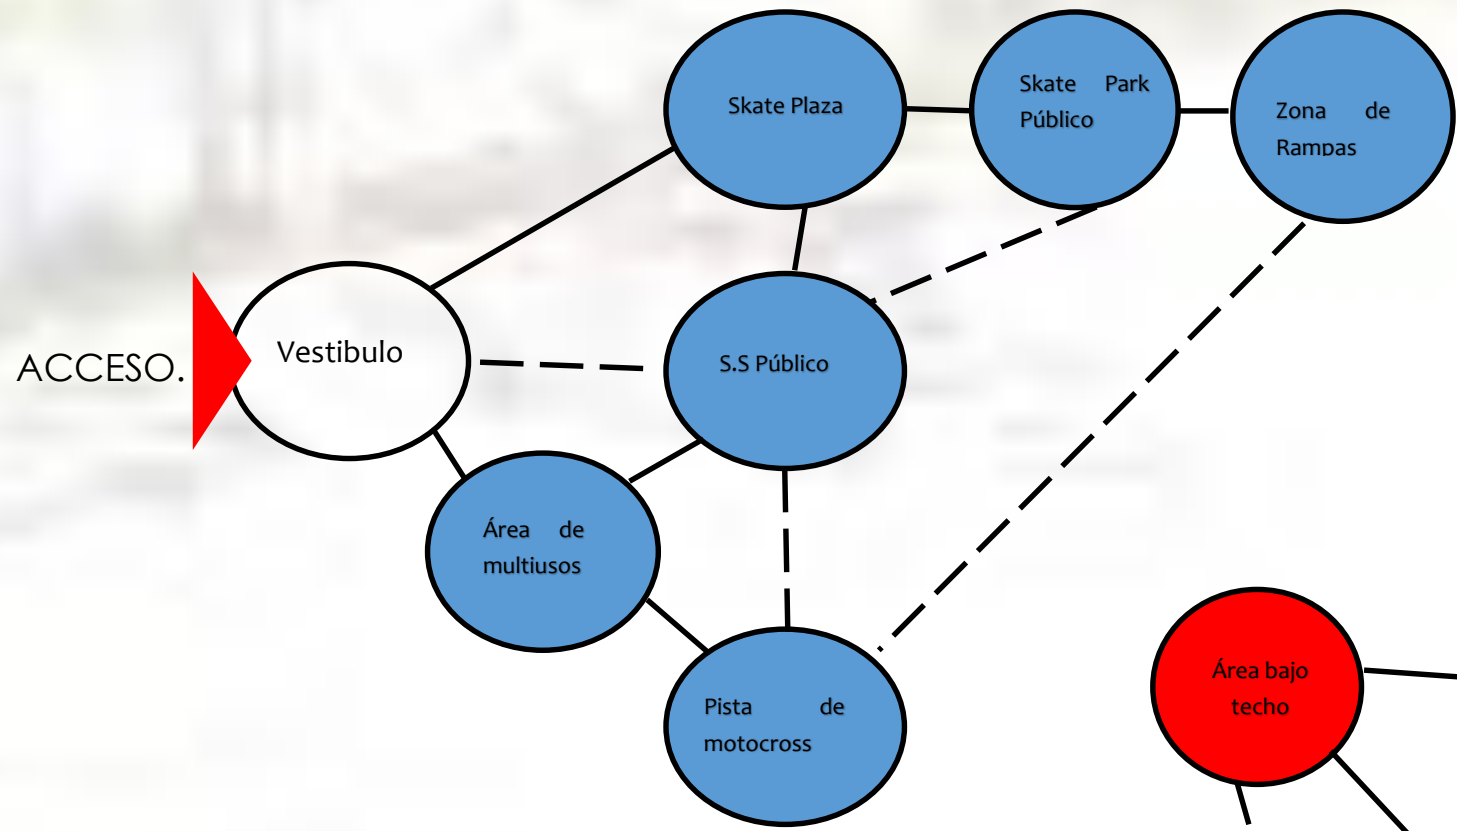 Skate Plaza
Skate Park
Público
Zona de
Rampas
ACCESO.
Vestibulo
S.S Público
Área de
multiusos
Pista de
motocross
Área bajo
techo